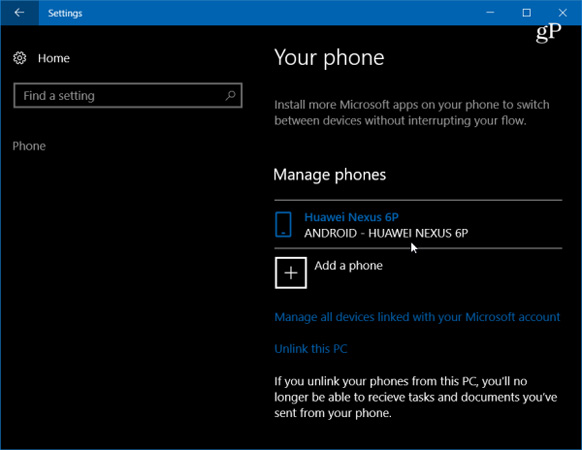 Settings
gP
Home
Find a setting
Phone
Your phone
Install more Microsoft apps on your phone to switch
between devices without interrupting your flow.
Manage phones
Huawei Nexus 6P
ANDROID - HUAWEI NEXUS 6P
Add a phone
Manage all devices linked with your Microsoft account
Unlink this PC
If you unlink your phones from this PC, you'll no
longer be able to recieve tasks and documents you've
sent from your phone.